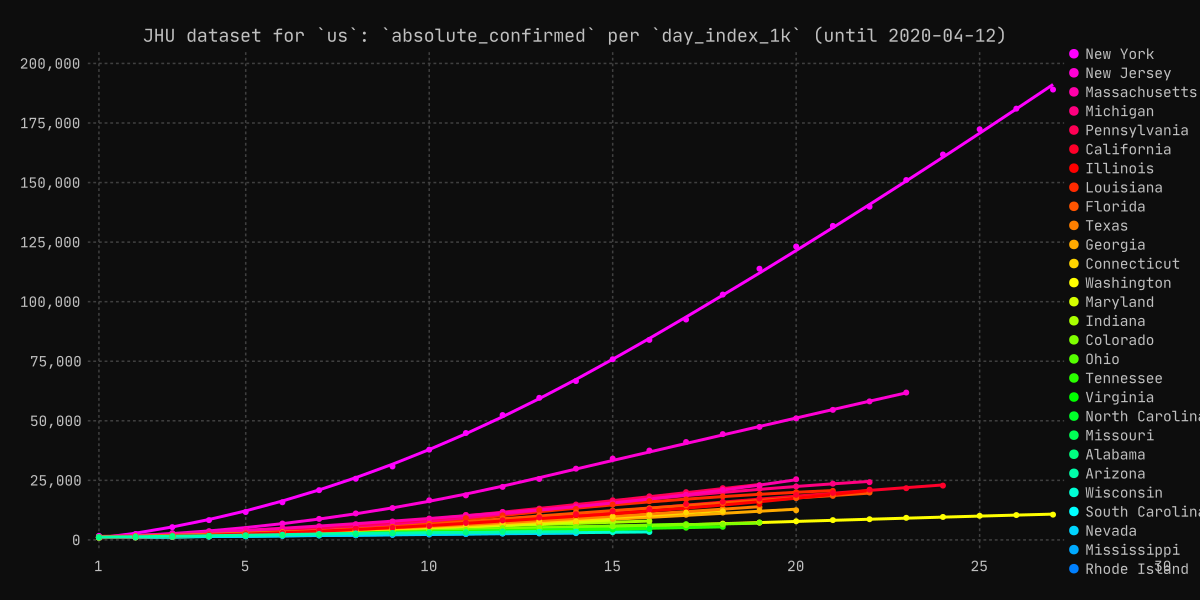 JHU dataset for `us`: `absolute_confirmed` per `day_index_1k` (until 2020-04-12)
200,000
175,000
150,000
125,000
100,000
75,000
50,000
25,000
0
1
5
10
15
20
25
30
New York
New Jersey
Massachusetts
Michigan
Pennsylvania
California
Illinois
Louisiana
Florida
Texas
Georgia
Connecticut
Washington
Maryland
Indiana
Colorado
Ohio
Tennessee
Virginia
North Carolina
Missouri
Alabama
Arizona
Wisconsin
South Carolina
Nevada
Mississippi
Rhode Island